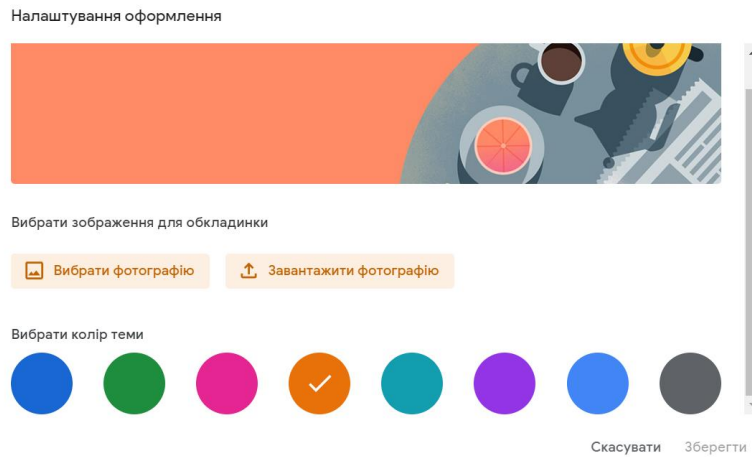 Налаштування оформлення
Вибрати зображення для обкладинки
Вибрати фотографію
Завантажити фотографію
Вибрати колір теми
Скасувати
Зберегти